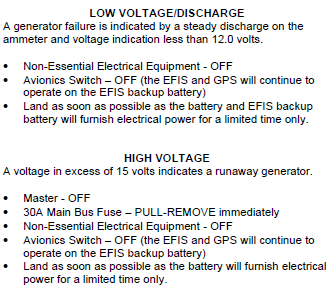 LOW VOLTAGE/DISCHARGE
A generator failure is indicated by a steady discharge on the
ammeter and voltage indication less than 12.0 volts.
• Non-Essential Electrical Equipment - OFF
• Avionics Switch – OFF (the EFIS and GPS will continue to
operate on the EFIS backup battery)
• Land as soon as possible as the battery and EFIS backup
battery will furnish electrical power for a limited time only.
HIGH VOLTAGE
A voltage in excess of 15 volts indicates a runaway generator.
• Master - OFF
• 30A Main Bus Fuse – PULL-REMOVE immediately
• Non-Essential Electrical Equipment - OFF
• Avionics Switch – OFF (the EFIS and GPS will continue to
operate on the EFIS backup battery)
• Land as soon as possible as the battery will furnish electrical
power for a limited time only.